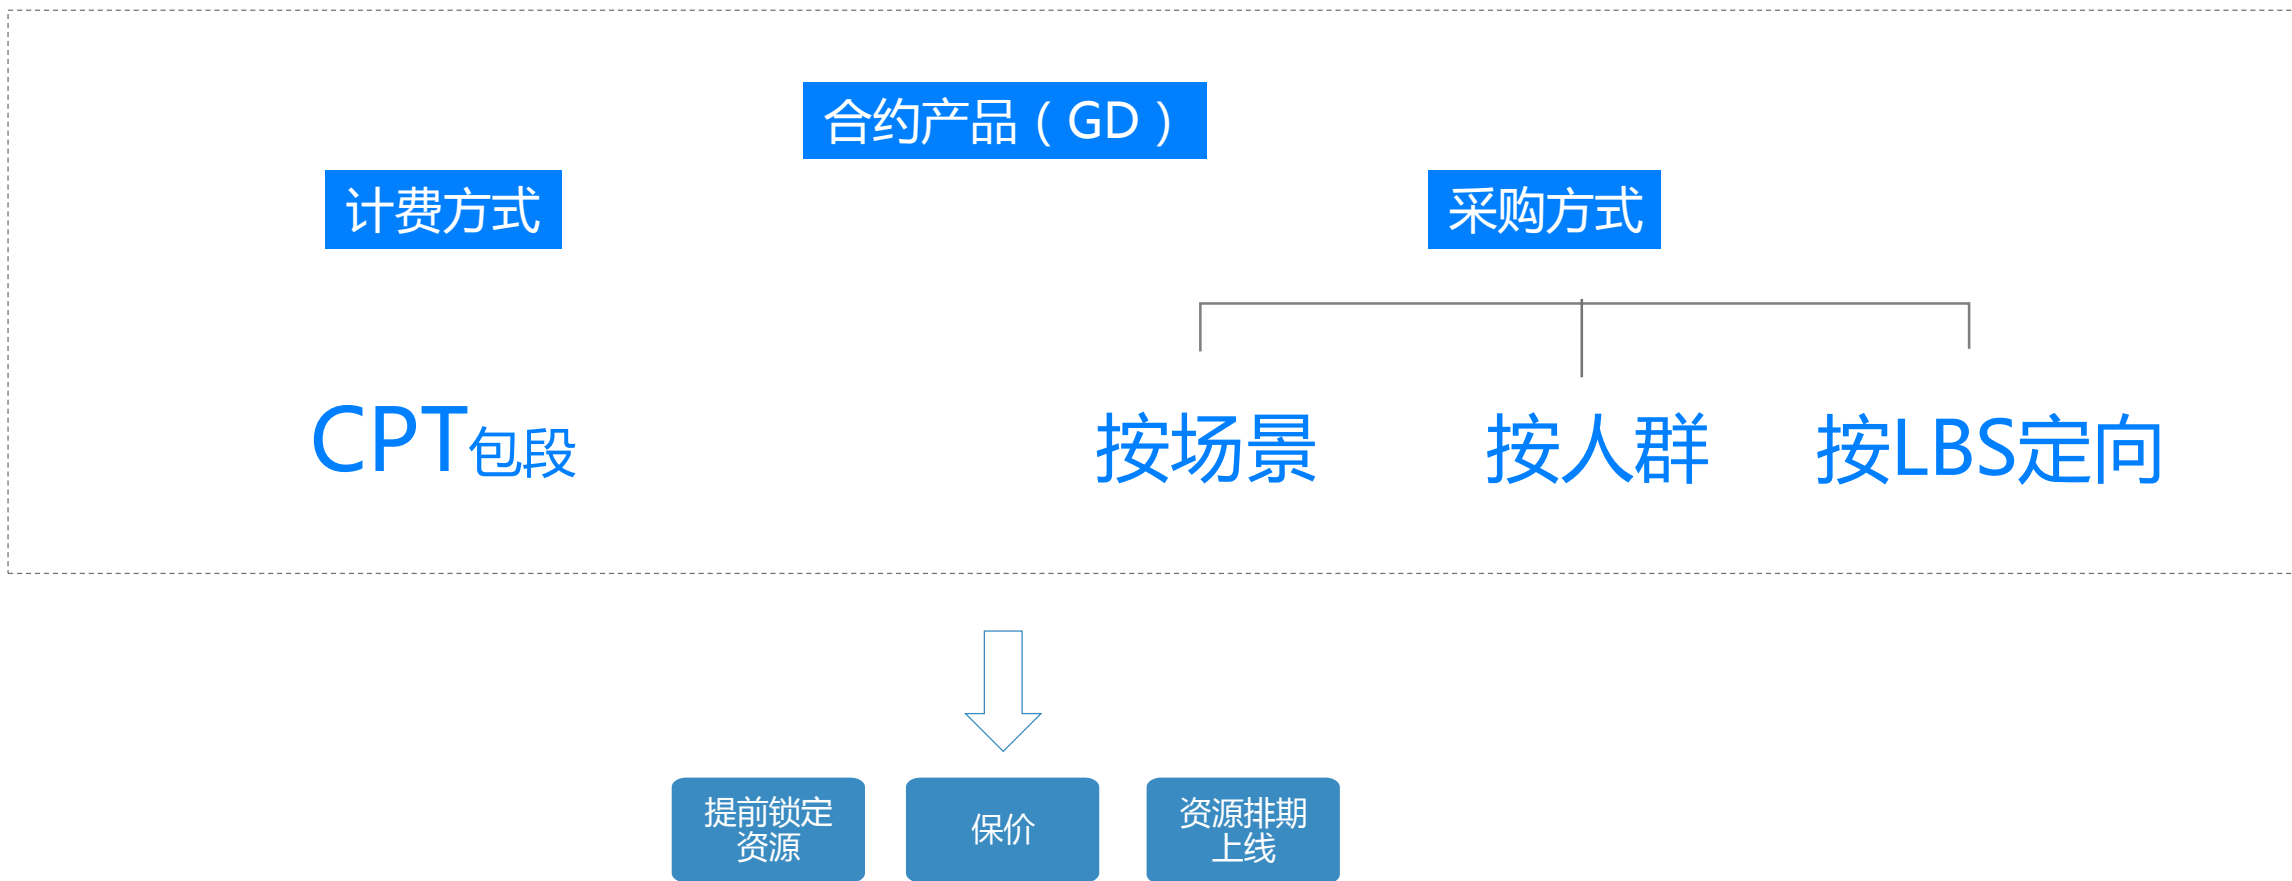 合约产品（GD）
计费方式
采购方式
CPT包段
按场景
按人群
按LBS定向
提前锁定
资源
保价
资源排期
上线